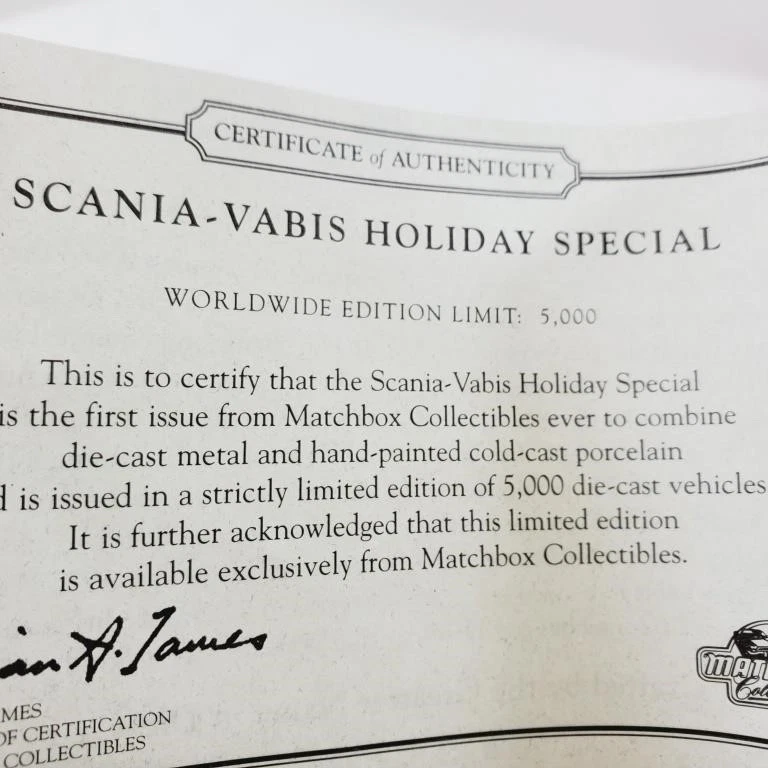 CERTIFICATE of AUTHENTICITY
SCANIA-VABIS HOLIDAY SPECIAL
WORLDWIDE EDITION LIMIT: 5,000
This is to certify that the Scania-Vabis Holiday Special
is the first issue from Matchbox Collectibles ever to combine
die-cast metal and hand-painted cold-cast porcelain
is issued in a strictly limited edition of 5,000 die-cast vehicles
It is further acknowledged that this limited edition
is available exclusively from Matchbox Collectibles.
A. James
MES
OF CERTIFICATION
COLLECTIBLES